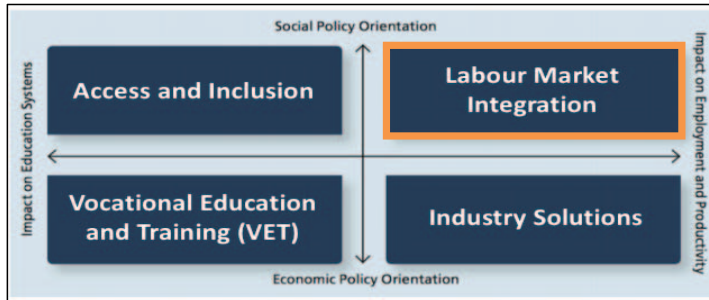 Social Policy Orientation
Impact on Education Systems
Access and Inclusion
Labour Market
Integration
Impact on Employment and Productivity
Vocational Education
and Training (VET)
Industry Solutions
Economic Policy Orientation